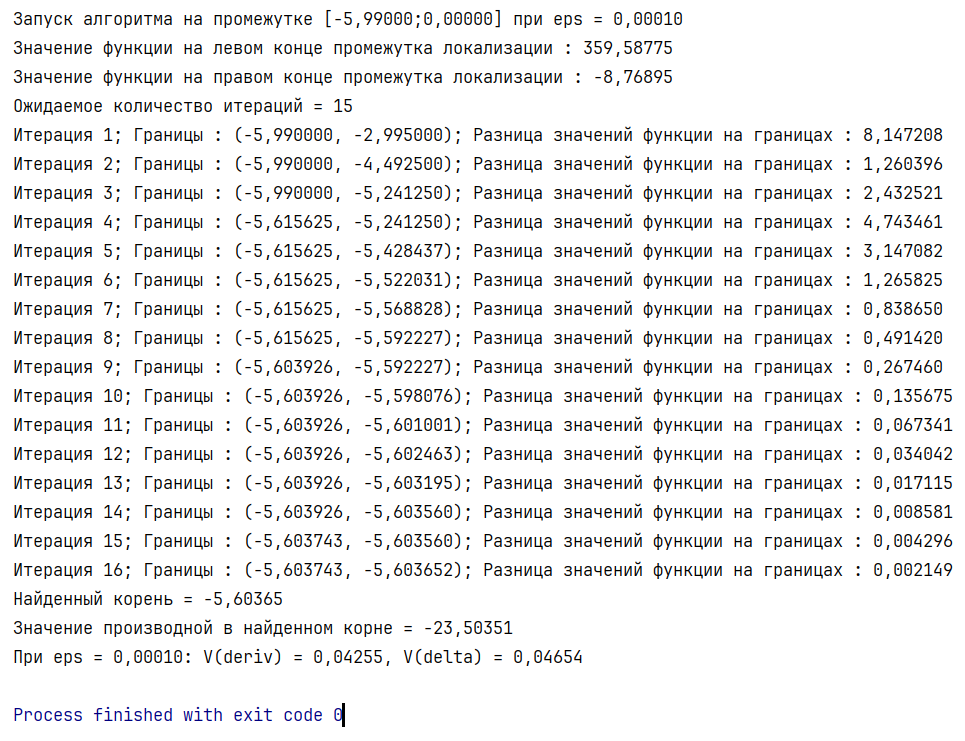 Запуск алгоритма на промежутке [-5,99000;0,00000] при eps = 0,00010
Значение функции на левом конце промежутка локализации : 359,58775
Значение функции на правом конце промежутка локализации : -8,76895
Ожидаемое количество итераций = 15
Итерация 1; Границы : (-5,990000, -2,995000); Разница значений функции на границах : 8,147208
Итерация 2; Границы : (-5,990000, -4,492500); Разница значений функции на границах : 1,260396
Итерация 3; Границы : (-5,990000, -5,241250); Разница значений функции на границах : 2,432521
Итерация 4; Границы : (-5,615625, -5,241250); Разница значений функции на границах : 4,743461
Итерация 5; Границы : (-5,615625, -5,428437); Разница значений функции на границах : 3,147082
Итерация 6; Границы : (-5,615625, -5,522031); Разница значений функции на границах : 1,265825
Итерация 7; Границы : (-5,615625, -5,568828); Разница значений функции на границах : 0,838650
Итерация 8; Границы : (-5,615625, -5,592227); Разница значений функции на границах : 0,491420
Итерация 9; Границы : (-5,603926, -5,592227); Разница значений функции на границах : 0,267460
Итерация 10; Границы : (-5,603926, -5,598076); Разница значений функции на границах : 0,135675
Итерация 11; Границы : (-5,603926, -5,601001); Разница значений функции на границах : 0,067341
Итерация 12; Границы : (-5,603926, -5,602463); Разница значений функции на границах : 0,034042
Итерация 13; Границы : (-5,603926, -5,603195); Разница значений функции на границах : 0,017115
Итерация 14; Границы : (-5,603926, -5,603560); Разница значений функции на границах : 0,008581
Итерация 15; Границы : (-5,603743, -5,603560); Разница значений функции на границах : 0,004296
Итерация 16; Границы : (-5,603743, -5,603652); Разница значений функции на границах : 0,002149
Найденный корень = -5,60365
Значение производной в найденном корне = -23,50351
При eps = 0,00010: V(deriv) = 0,04255, V(delta) = 0,04654
Process finished with exit code 0